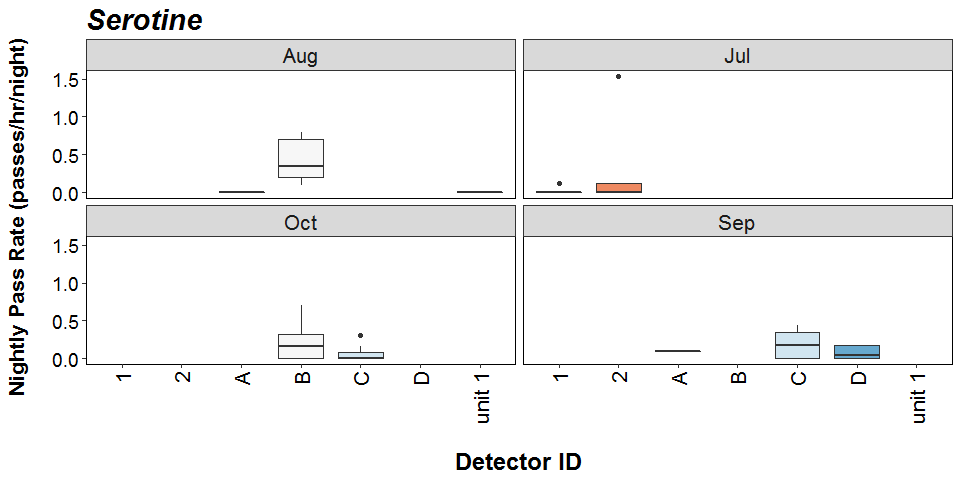 Serotine
Aug
Jul
1.5
1.0
0.5
0.0
Oct
Sep
1.5
1.0
0.5
0.0
1 2 A B C D unit 1
1 2 A B C D unit 1
Nightly Pass Rate (passes/hr/night)
Detector ID